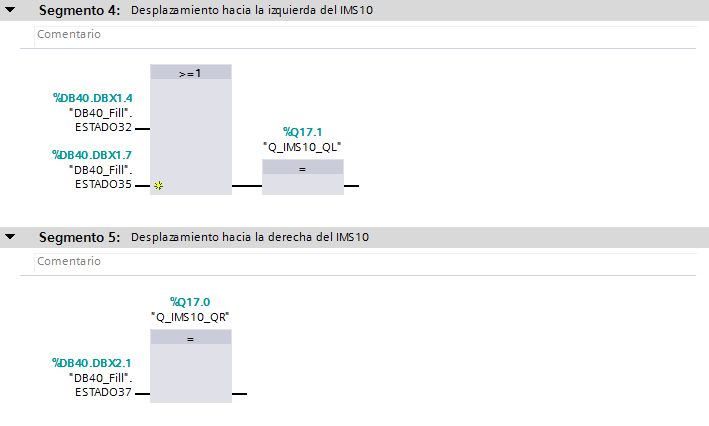 Segmento 4: Desplazamiento hacia la izquierda del IMS10
Comentario
>=1
%DB40.DBX1.4
"DB40_Fill".
ESTADO32
%Q17.1
"Q_IMS10_QL"
=
%DB40.DBX1.7
"DB40_Fill".
ESTADO35
Segmento 5: Desplazamiento hacia la derecha del IMS10
Comentario
%Q17.0
"Q_IMS10_QR"
=
%DB40.DBX2.1
"DB40_Fill".
ESTADO37